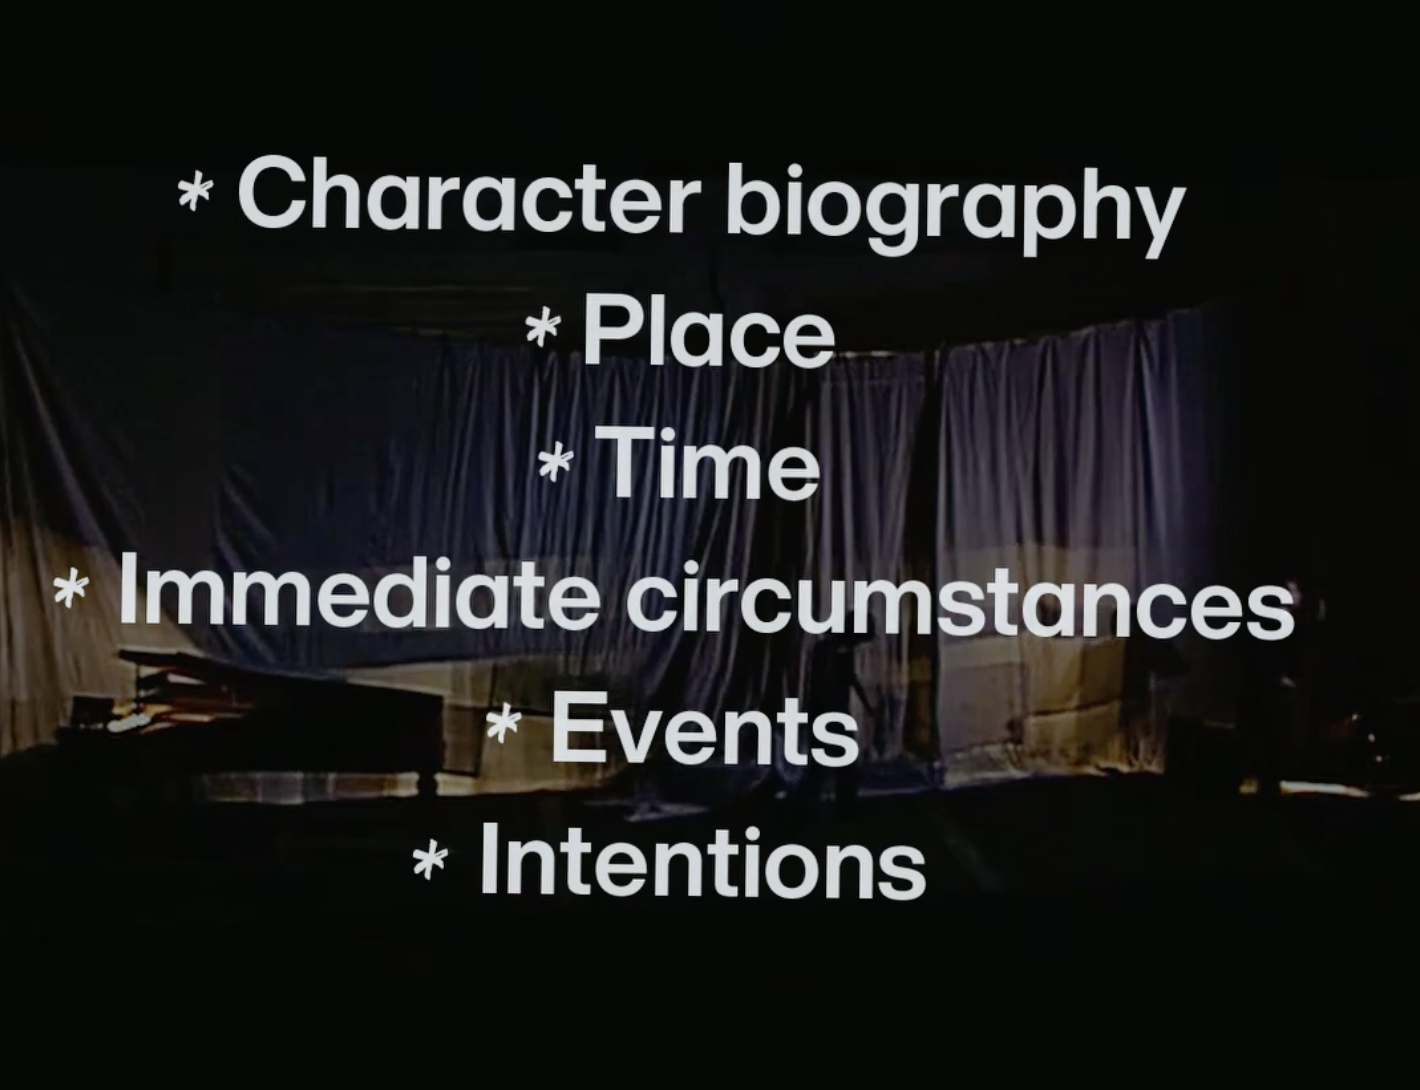 * Character biography
* Place
* Time
* Immediate circumstances
* Events
* Intentions